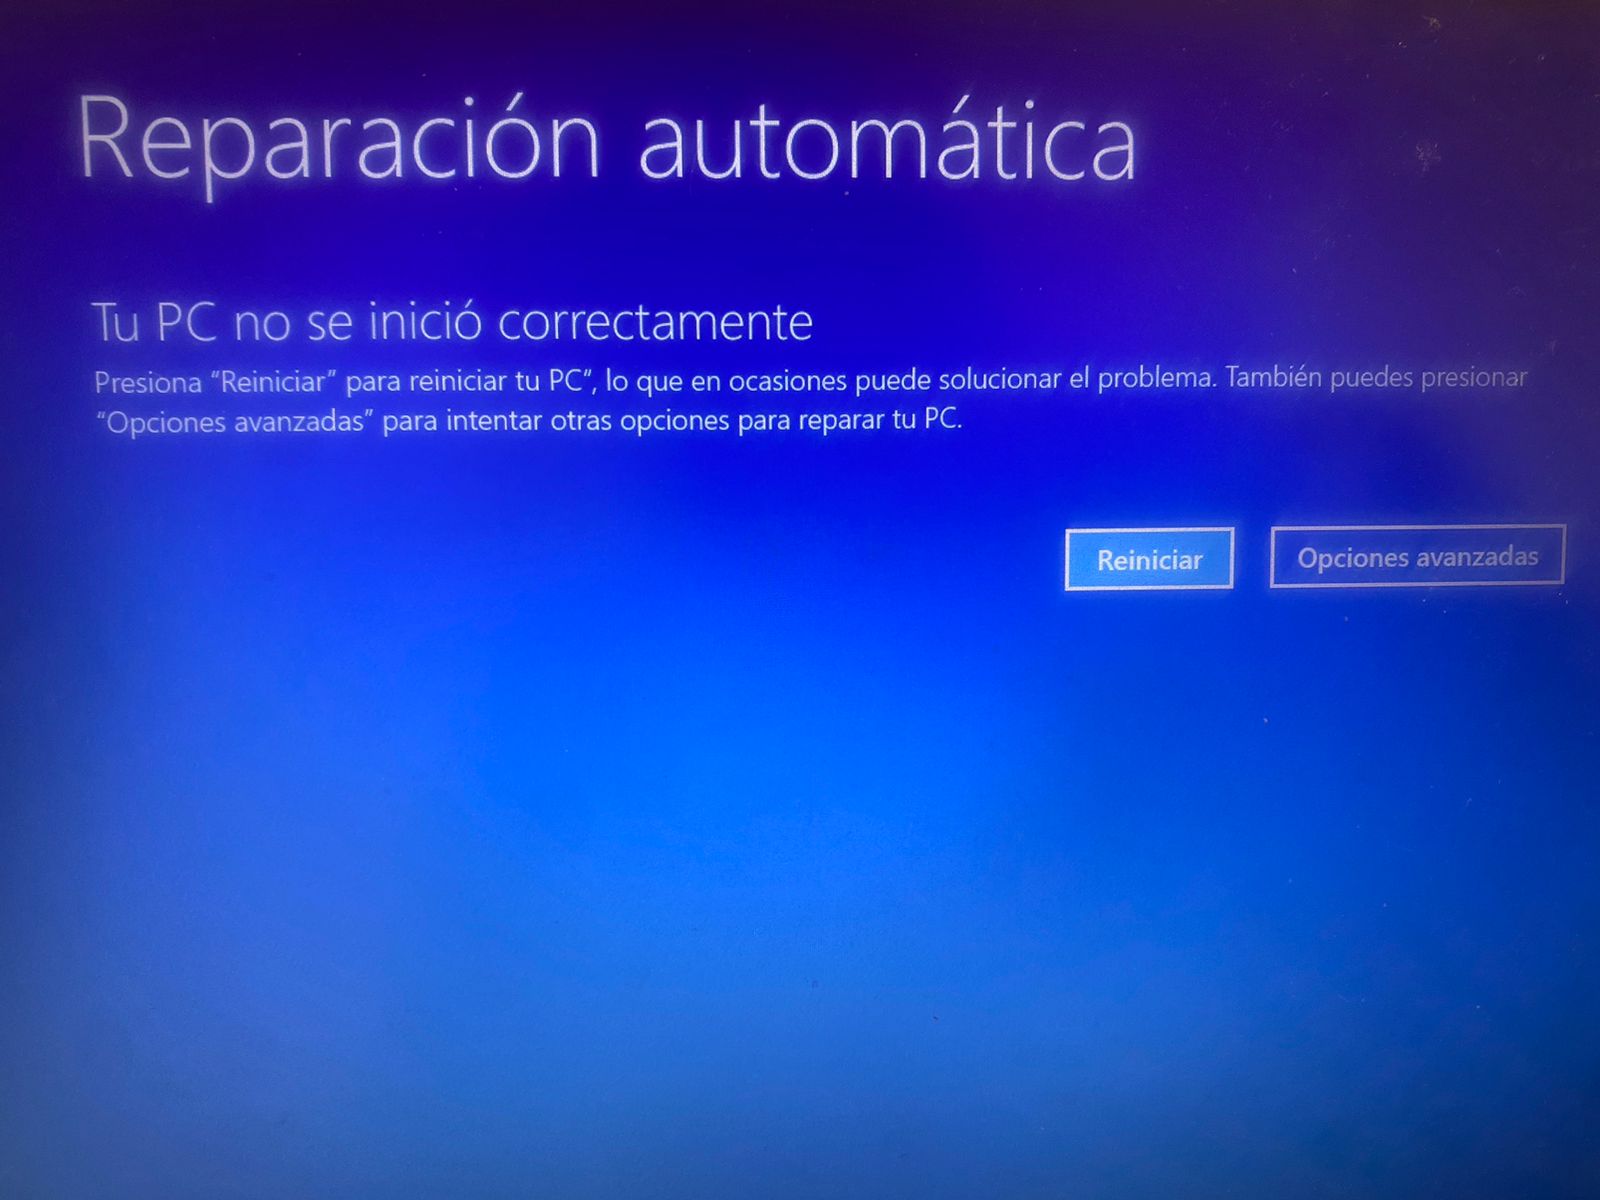 Reparación automática
Tu PC no se inició correctamente
Presiona “Reiniciar” para reiniciar tu PC”, lo que en ocasiones puede solucionar el problema. También puedes presionar
“Opciones avanzadas” para intentar otras opciones para reparar tu PC.
Reiniciar
Opciones avanzadas